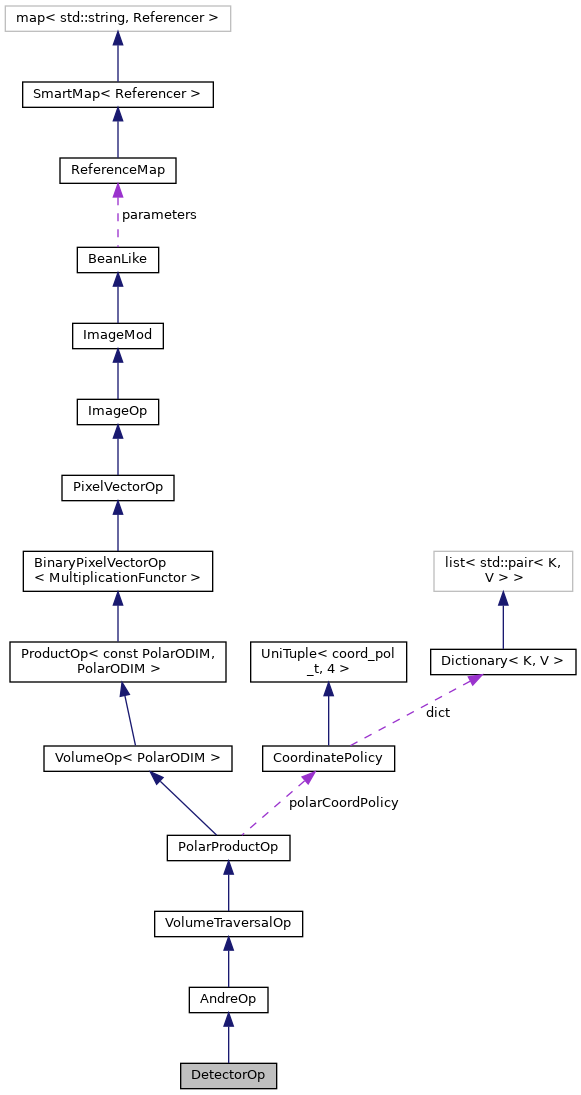 map< std::string, Referencer >
SmartMap< Referencer >
ReferenceMap
parameters
BeanLike
ImageMod
ImageOp
PixelVectorOp
BinaryPixelVectorOp
< MultiplicationFunctor >
list< std::pair< K,
V > >
ProductOp< const PolarODIM,
PolarODIM >
UniTuple< coord_pol
_t, 4 >
Dictionary< K, V >
dict
VolumeOp< PolarODIM >
CoordinatePolicy
polarCoordPolicy
PolarProductOp
VolumeTraversalOp
AndreOp
DetectorOp